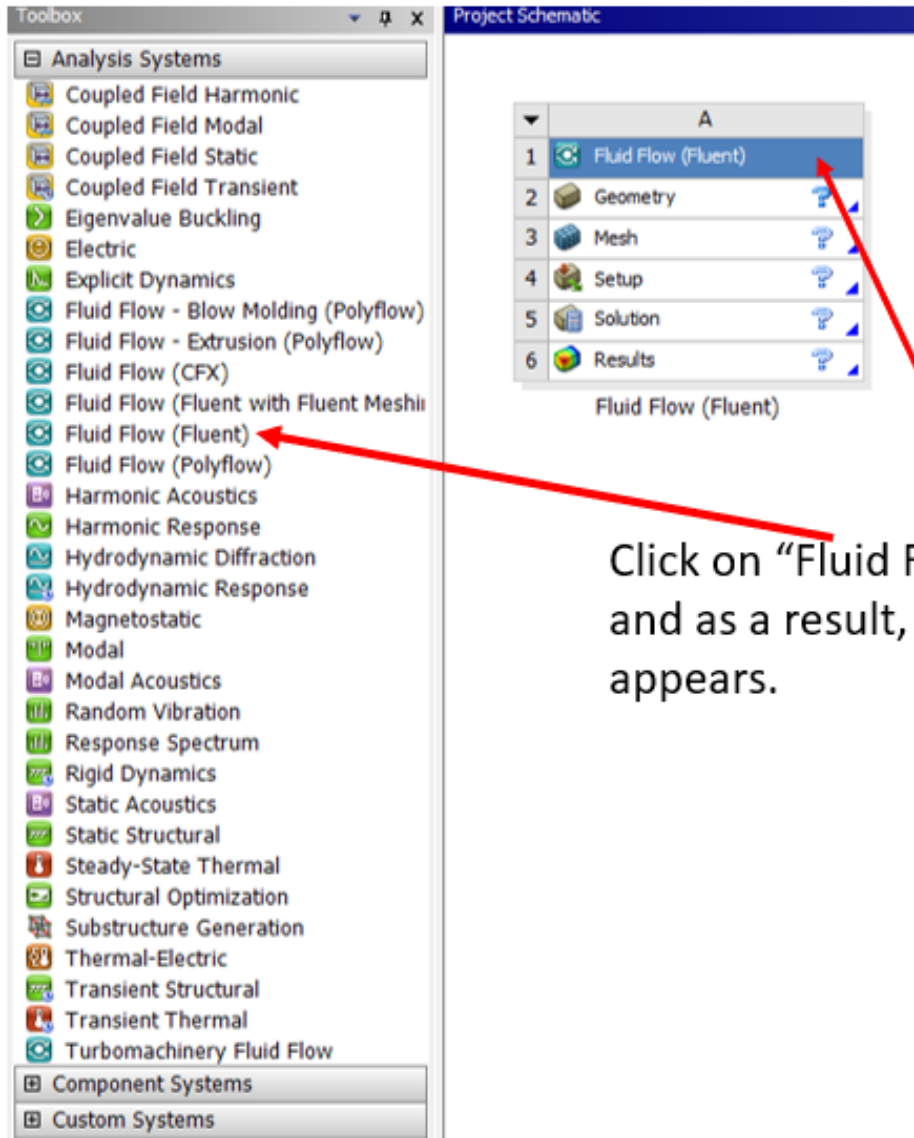 Toolbox
Analysis Systems
Coupled Field Harmonic
Coupled Field Modal
Coupled Field Static
Coupled Field Transient
Eigenvalue Buckling
Electric
Explicit Dynamics
Fluid Flow - Blow Molding (Polyflow)
Fluid Flow - Extrusion (Polyflow)
Fluid Flow (CFX)
Fluid Flow (Fluent with Fluent
Fluid Flow (Fluent)
Fluid Flow (Polyflow)
Harmonic Acoustics
Harmonic Response
Hydrodynamic Diffraction
Hydrodynamic Response
Magnetostatic
Modal
Modal Acoustics
Random Vibration
Response Spectrum
Rigid Dynamics
Static Acoustics
Static Structural
Steady-State Thermal
Structural Optimization
Substructure Generation
Thermal-Electric
Transient Structural
Transient Thermal
Turbomachinery Fluid Flow
Component Systems
Custom Systems
Project Schematic
A
1 Fluid Flow (Fluent)
2 Geometry ?
3 Mesh ?
4 Setup ?
5 Solution ?
6 Results ?
Fluid Flow (Fluent)
Click on “Fluid
and as a result,
appears.